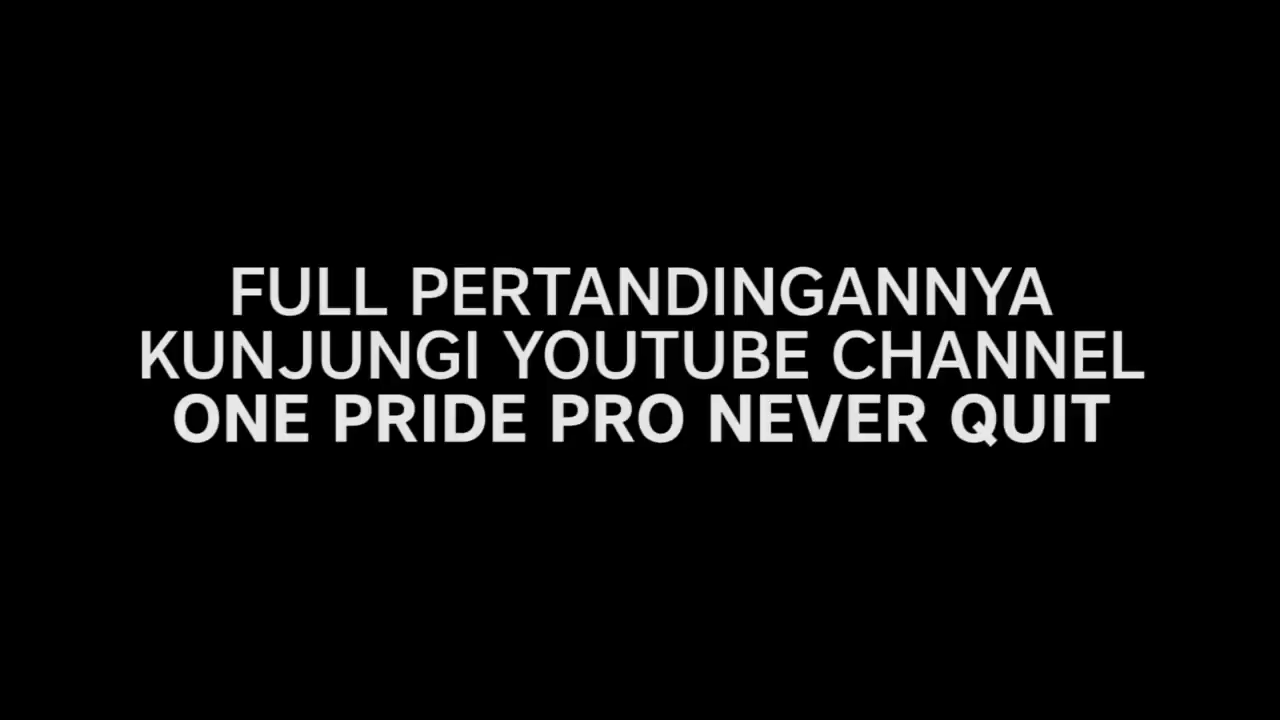 FULL PERTANDINGANNYA
KUNJUNGI YOUTUBE CHANNEL
ONE PRIDE PRO NEVER QUIT